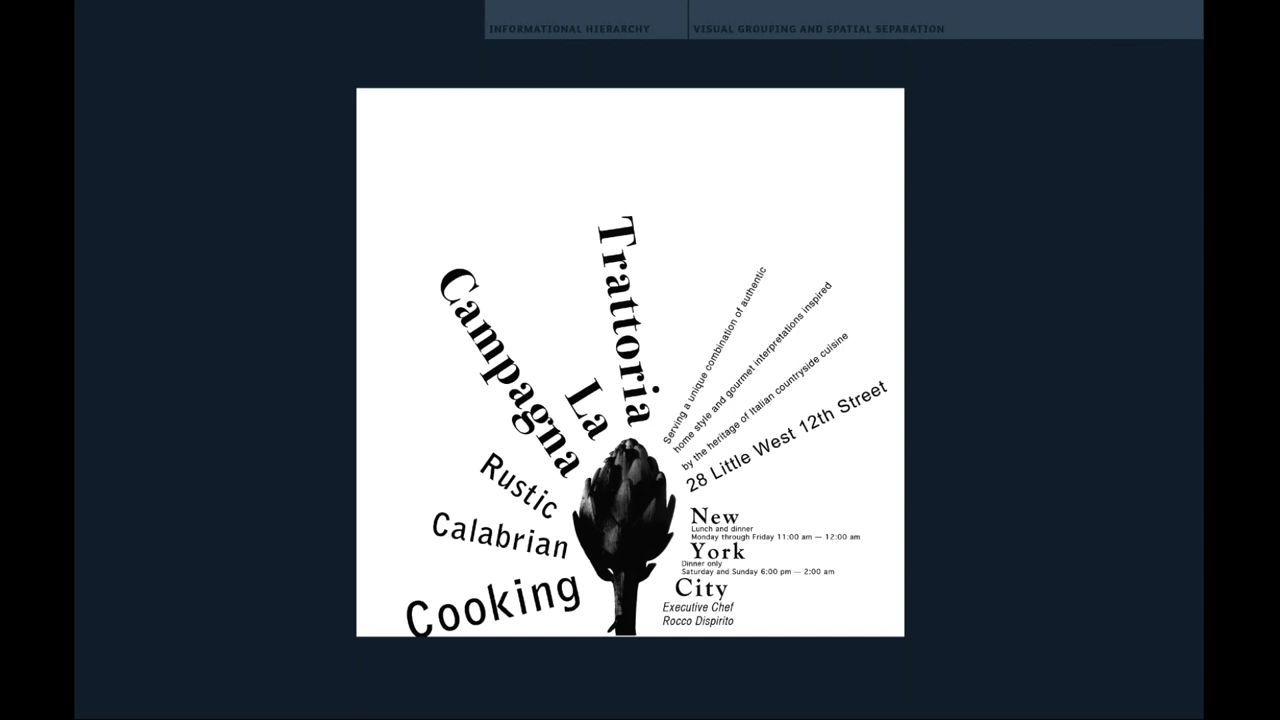 INFORMATIONAL HIERARCHY
VISUAL GROUPING AND SPATIAL SEPARATION
Trattoria
La
Campagna
Rustic
Calabrian
Cooking
Serving a unique combination of authentic
home style and gourmet interpretations inspired
by the heritage of Italian countryside cuisine
28 Little West 12th Street
New
Lunch and dinner
Monday through Friday 11:00 am — 12:00 am
York
Dinner only
Saturday and Sunday 6:00 pm — 2:00 am
City
Executive Chef
Rocco Dispirito